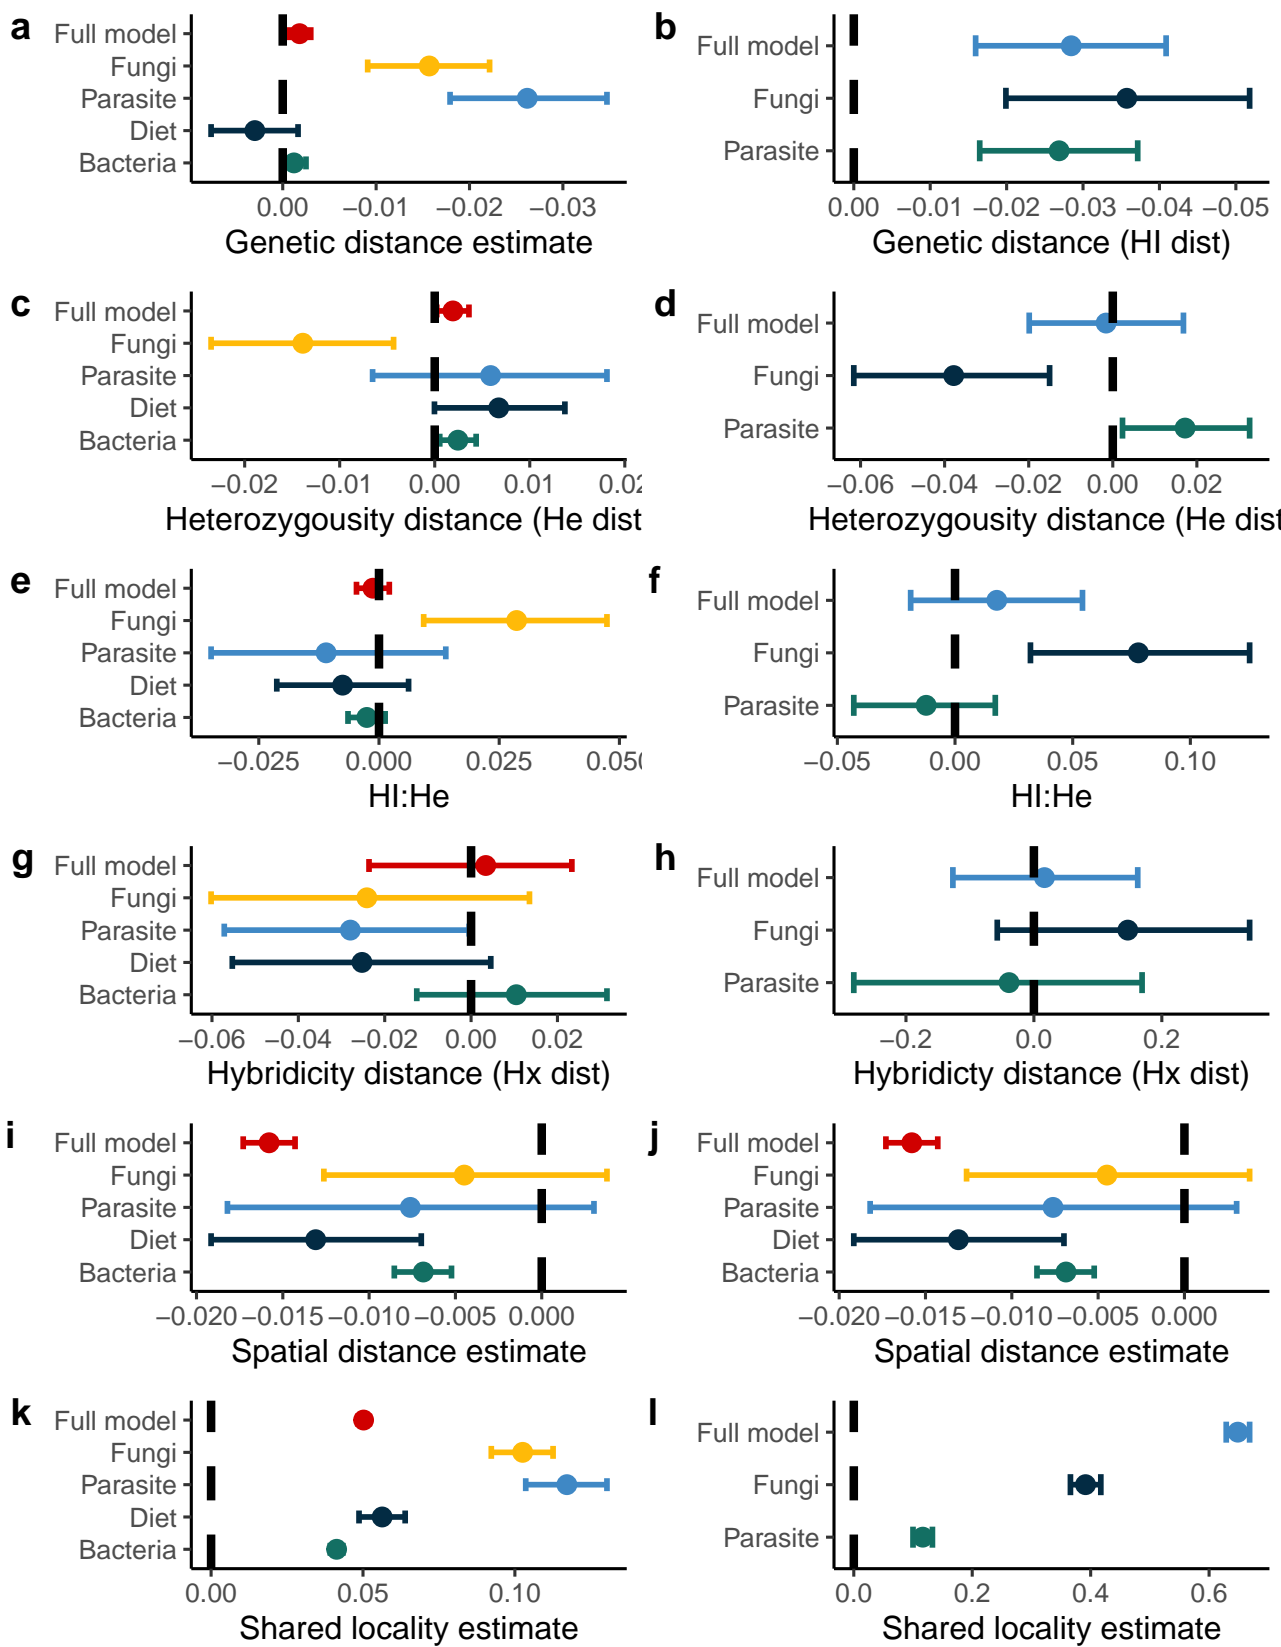 a
Full model
Fungi
Parasite
Diet
Bacteria
0.00 −0.01 −0.02 −0.03
Genetic distance estimate
b
Full model
Fungi
Parasite
0.00 −0.01 −0.02 −0.03 −0.04 −0.05
Genetic distance (HI dist)
c
Full model
Fungi
Parasite
Diet
Bacteria
−0.02 −0.01 0.00 0.01 0.02
Heterozygousity distance (He dist
d
Full model
Fungi
Parasite
−0.06 −0.04 −0.02 0.00 0.02
Heterozygousity distance (He dist
e
Full model
Fungi
Parasite
Diet
Bacteria
−0.025 0.000 0.025 0.050
HI:He
f
Full model
Fungi
Parasite
−0.05 0.00 0.05 0.10
HI:He
g
Full model
Fungi
Parasite
Diet
Bacteria
−0.06 −0.04 −0.02 0.00 0.02
Hybridicity distance (Hx dist)
h
Full model
Fungi
Parasite
−0.2 0.0 0.2
Hybridicty distance (Hx dist)
i
Full model
Fungi
Parasite
Diet
Bacteria
−0.020 −0.015 −0.010 −0.005 0.000
Spatial distance estimate
j
Full model
Fungi
Parasite
Diet
Bacteria
−0.020 −0.015 −0.010 −0.005 0.000
Spatial distance estimate
k
Full model
Fungi
Parasite
Diet
Bacteria
0.00 0.05 0.10
Shared locality estimate
l
Full model
Fungi
Parasite
0.0 0.2 0.4 0.6
Shared locality estimate